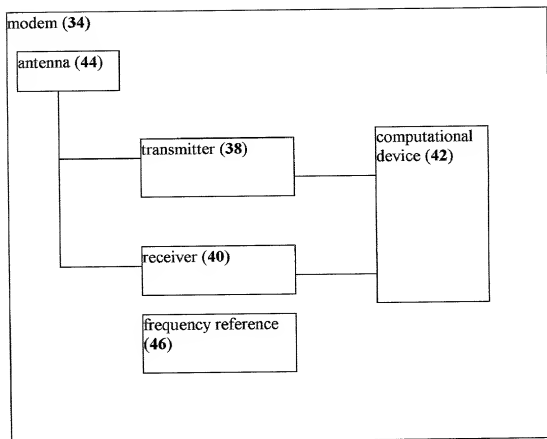 modem (34)
antenna (44)
transmitter (38)
computational
device (42)
receiver (40)
frequency reference
(46)